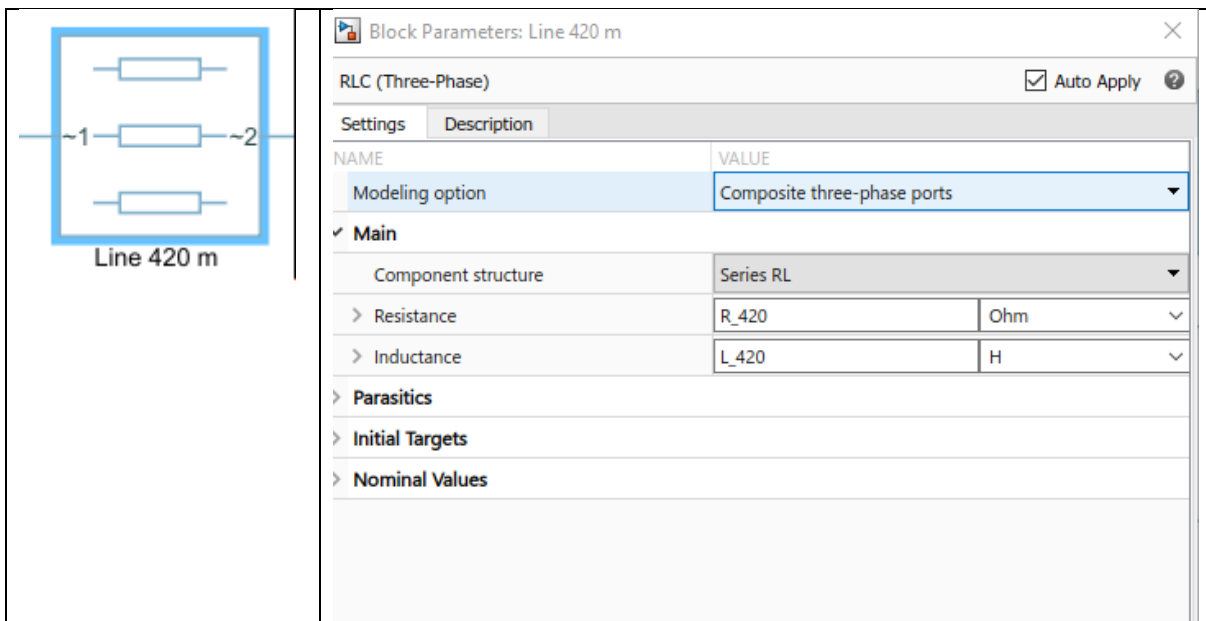 ~1 ~2
Line 420 m
Block Parameters: Line 420 m
RLC (Three-Phase) Auto Apply
Settings Description
NAME VALUE
Modeling option Composite three-phase ports
Main
Component structure Series RL
Resistance R_420 Ohm
Inductance L_420 H
Parasitics
Initial Targets
Nominal Values